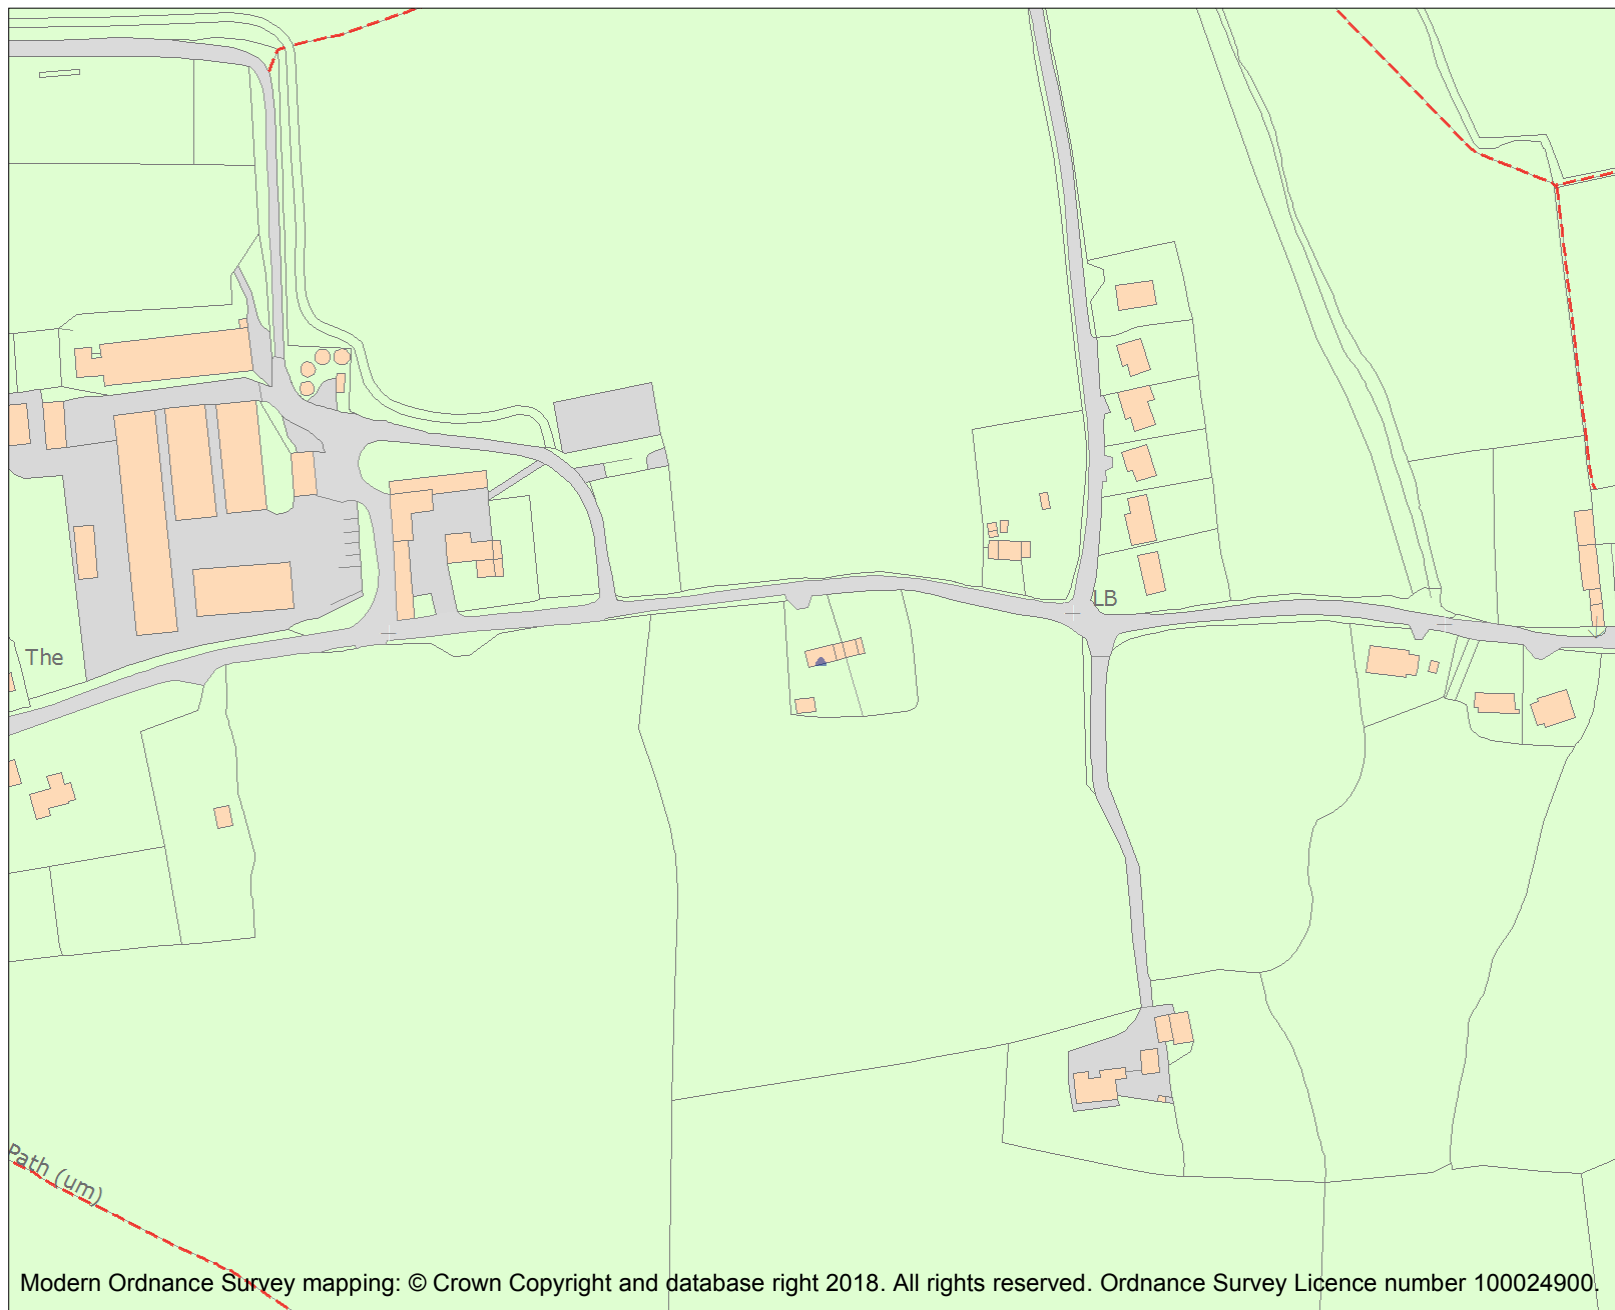 LB
The
Path (um)
Modern Ordnance Survey mapping: © Crown Copyright and database right 2018. All rights reserved. Ordnance Survey Licence number 100024900.